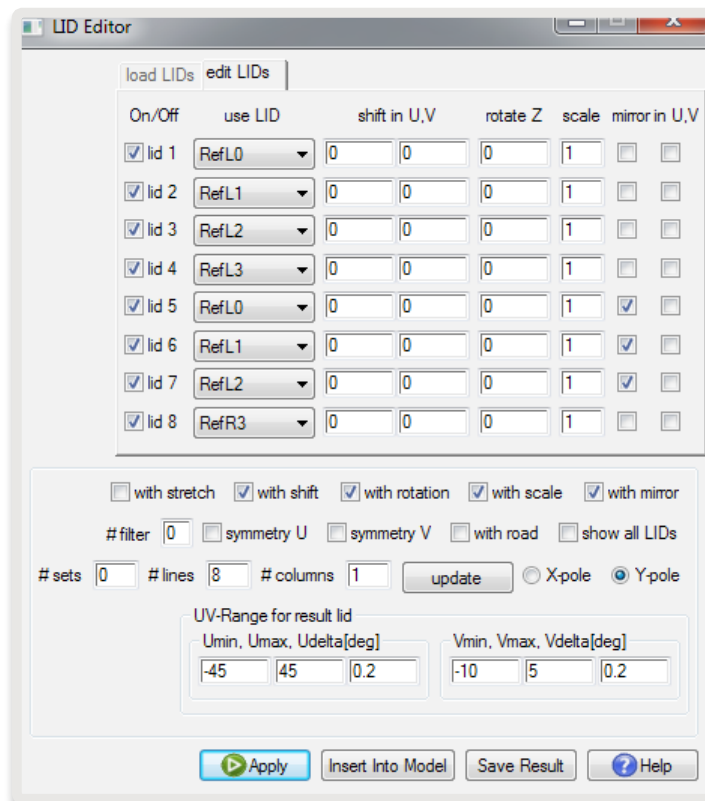 LID Editor
load LIDs edit LIDs
On/Off use LID shift in U,V rotate Z scale mirror in U,V
lid 1 RefL0 0 0 0 1
lid 2 RefL1 0 0 0 1
lid 3 RefL2 0 0 0 1
lid 4 RefL3 0 0 0 1
lid 5 RefL0 0 0 0 1
lid 6 RefL1 0 0 0 1
lid 7 RefL2 0 0 0 1
lid 8 RefR3 0 0 0 1
with stretch with shift with rotation with scale with mirror
# filter 0 symmetry U symmetry V with road show all LIDs
# sets 0 # lines 8 # columns 1 update X-pole Y-pole
UV-Range for result lid
Umin, Umax, Udelta[deg] Vmin, Vmax, Vdelta[deg]
-45 45 0.2 -10 5 0.2
Apply Insert Into Model Save Result Help